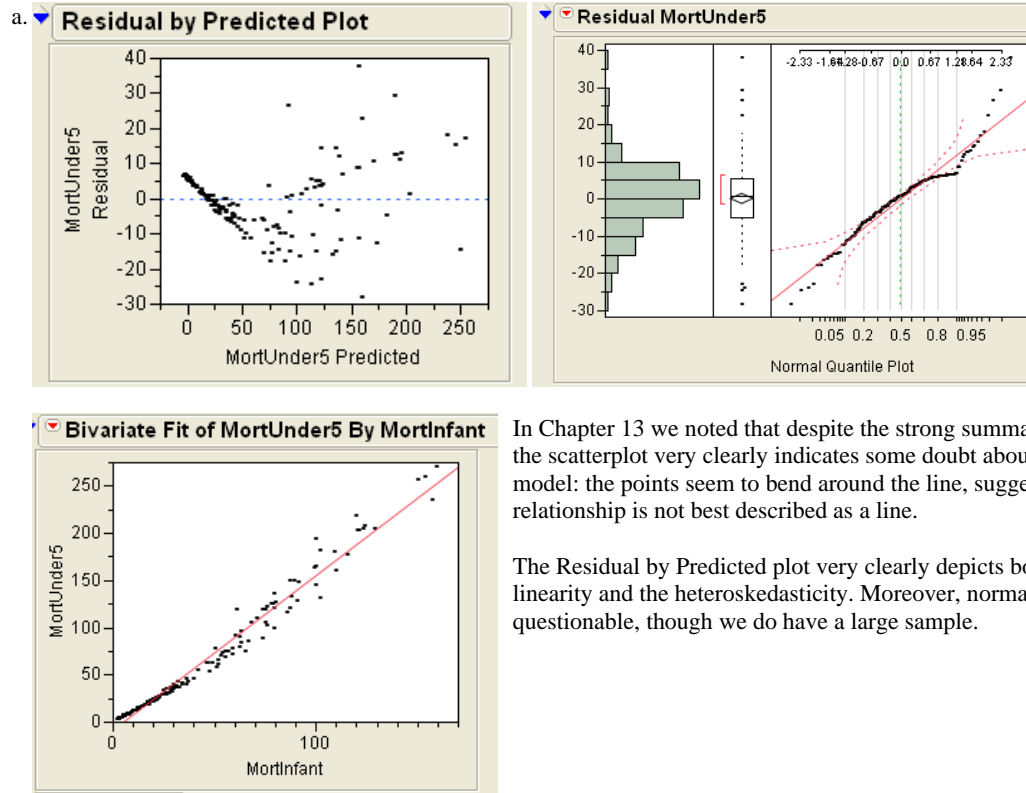 a.
Residual by Predicted Plot
40
30
20
10
0
-10
-20
-30
MortUnder5
Residual
0 50 100 150 200 250
MortUnder5 Predicted
Residual MortUnder5
40
30
20
10
0
-10
-20
-30
-2.33 -0.67 0.0 0.67 2.33
0.05 0.2 0.5 0.8 0.95
Normal Quantile Plot
Bivariate Fit of MortUnder5 By MortInfant
250
200
150
100
50
0
MortUnder5
0 100
MortInfant
In Chapter 13 we noted that despite the strong summa
the scatterplot very clearly indicates some doubt abou
model: the points seem to bend around the line, sugge
relationship is not best described as a line.
The Residual by Predicted plot very clearly depicts bo
linearity and the heteroskedasticity. Moreover, norma
questionable, though we do have a large sample.